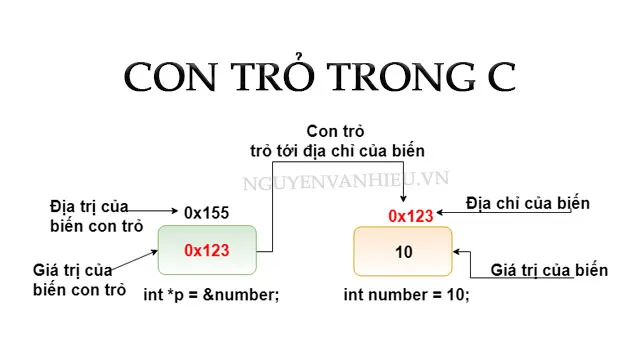 CON TRỎ TRONG C
Con trỏ
trỏ tới địa chỉ của biến
NGUYENVANHIEU.VN
Địa trị của
biến con trỏ
0x155
0x123
Địa chỉ của biến
0x123
10
Giá trị của
biến con trỏ
Giá trị của biến
int *p = &number;
int number = 10;